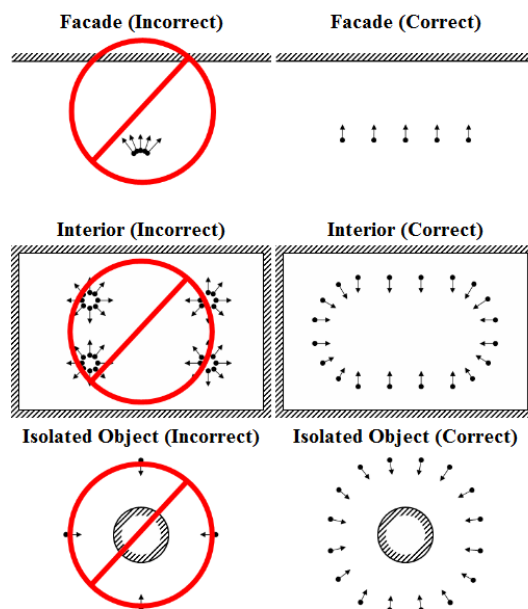 Facade (Incorrect)
Facade (Correct)
Interior (Incorrect)
Interior (Correct)
Isolated Object (Incorrect)
Isolated Object (Correct)